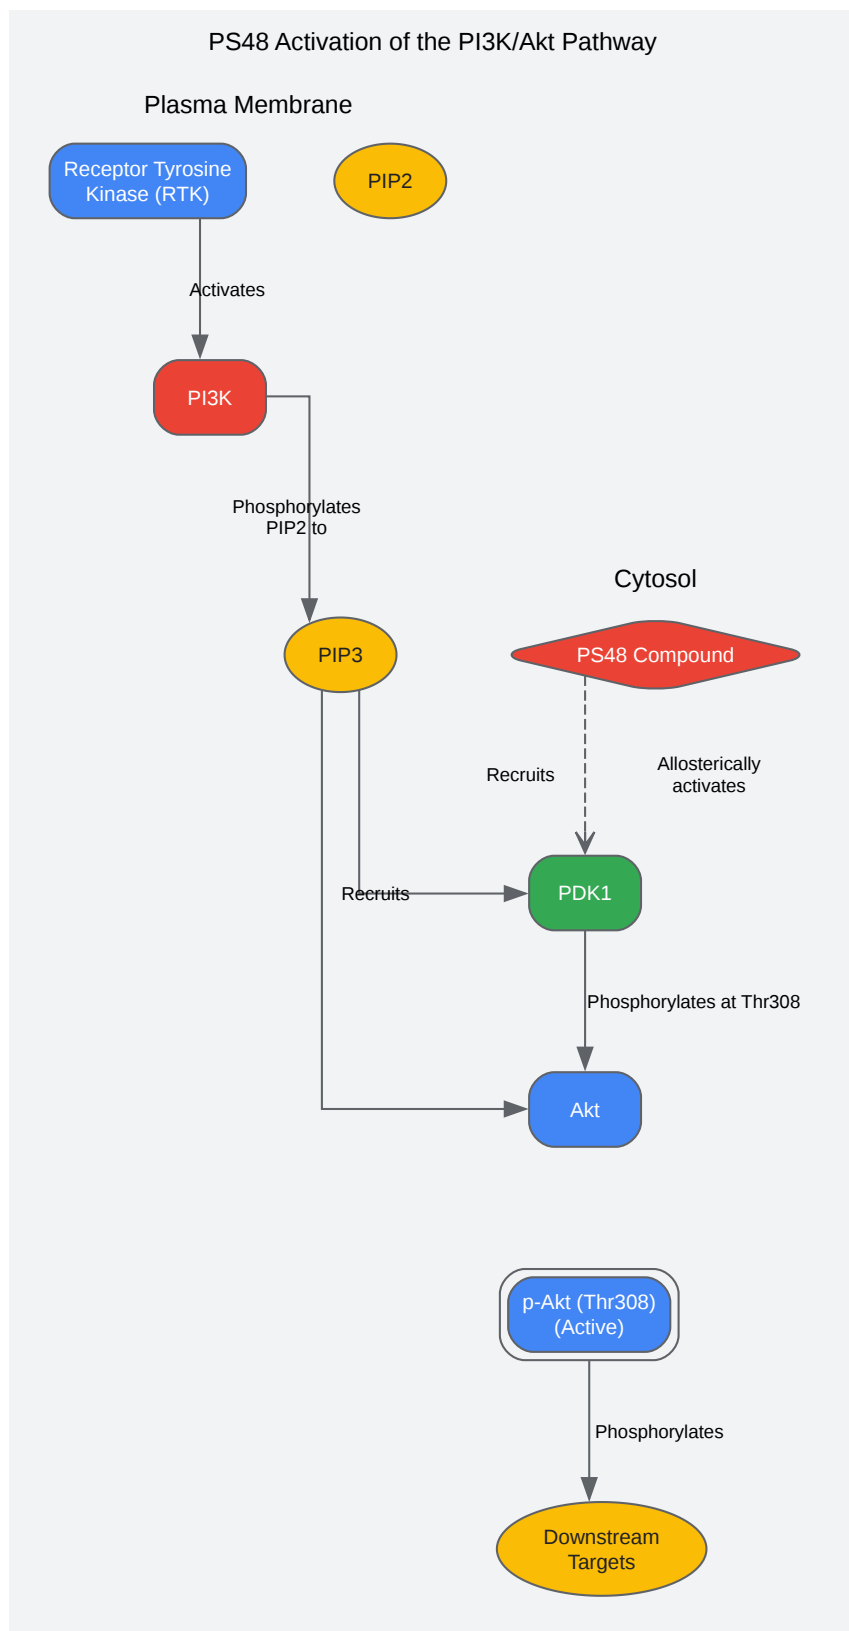 PS48 Activation of the PI3K/Akt Pathway
Plasma Membrane
Receptor Tyrosine
Kinase (RTK)
PIP2
Activates
PI3K
Phosphorylates
PIP2 to
Cytosol
PIP3
PS48 Compound
Recruits
Allosterically
activates
Recruits
PDK1
Phosphorylates at Thr308
Akt
p-Akt (Thr308)
(Active)
Phosphorylates
Downstream
Targets